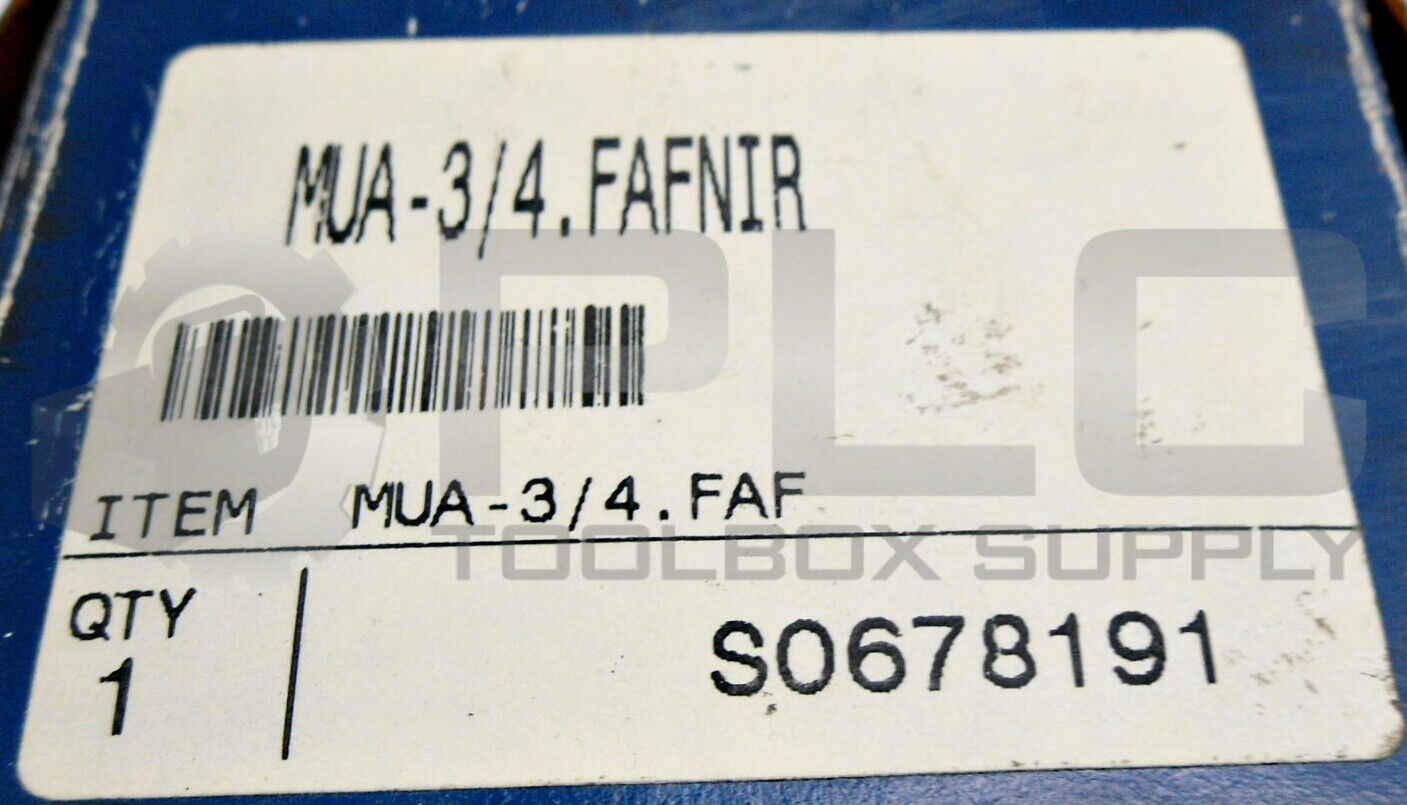 MUA-3/4.FAFNIR
PLC
ITEM MUA-3/4.FAF
TOOLBOX SUPPLY
QTY
1
S0678191